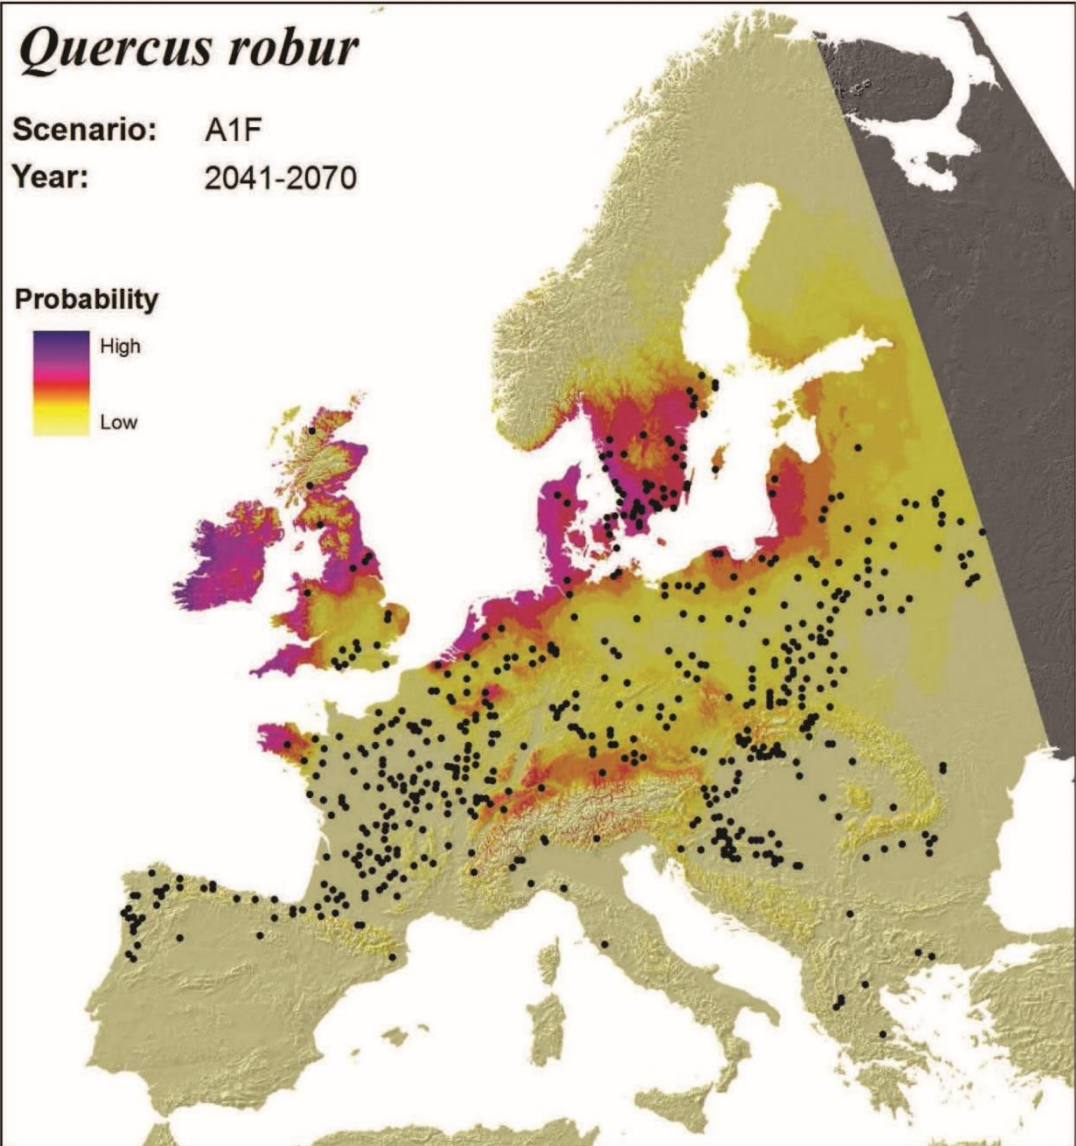 Quercus robur
Scenario: A1F
Year: 2041-2070
Probability
High
Low